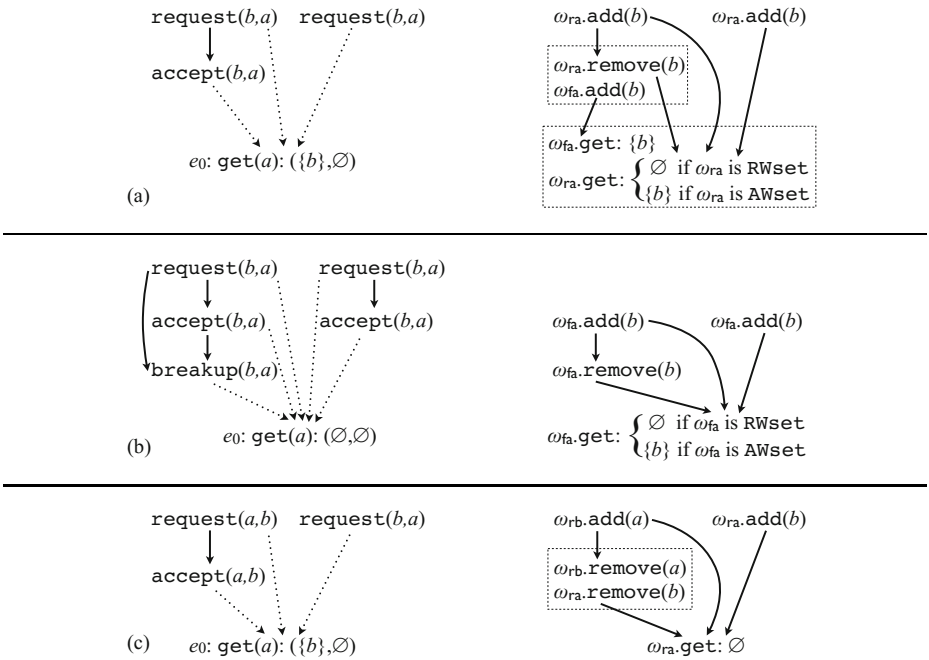 request(b,a) request(b,a)
accept(b,a)
e₀: get(a): ({b},∅)
(a)
ωra.add(b) ωra.add(b)
ωra.remove(b)
ωfa.add(b)
ωfa.get: {b}
ωra.get: { ∅ if ωra is RWset
{b} if ωra is AWset
request(b,a) request(b,a)
accept(b,a) accept(b,a)
breakup(b,a)
e₀: get(a): (∅,∅)
(b)
ωfa.add(b) ωfa.add(b)
ωfa.remove(b)
ωfa.get: { ∅ if ωfa is RWset
{b} if ωfa is AWset
request(a,b) request(b,a)
accept(a,b)
(c) e₀: get(a): ({b},∅)
ωrb.add(a) ωra.add(b)
ωrb.remove(a)
ωra.remove(b)
ωra.get: ∅